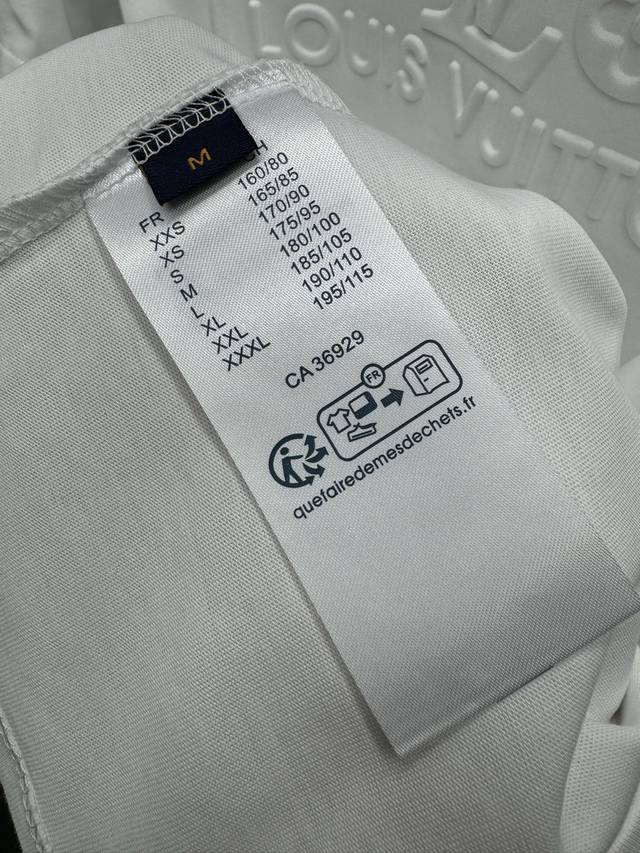 LOUIS VUITTO
M
FR CH
XXS 160/80
XS 165/85
S 170/90
M 175/95
L 180/100
XL 185/105
XXL 190/110
XXXL 195/115
CA 36929
FR
quefairedemesdechets.fr